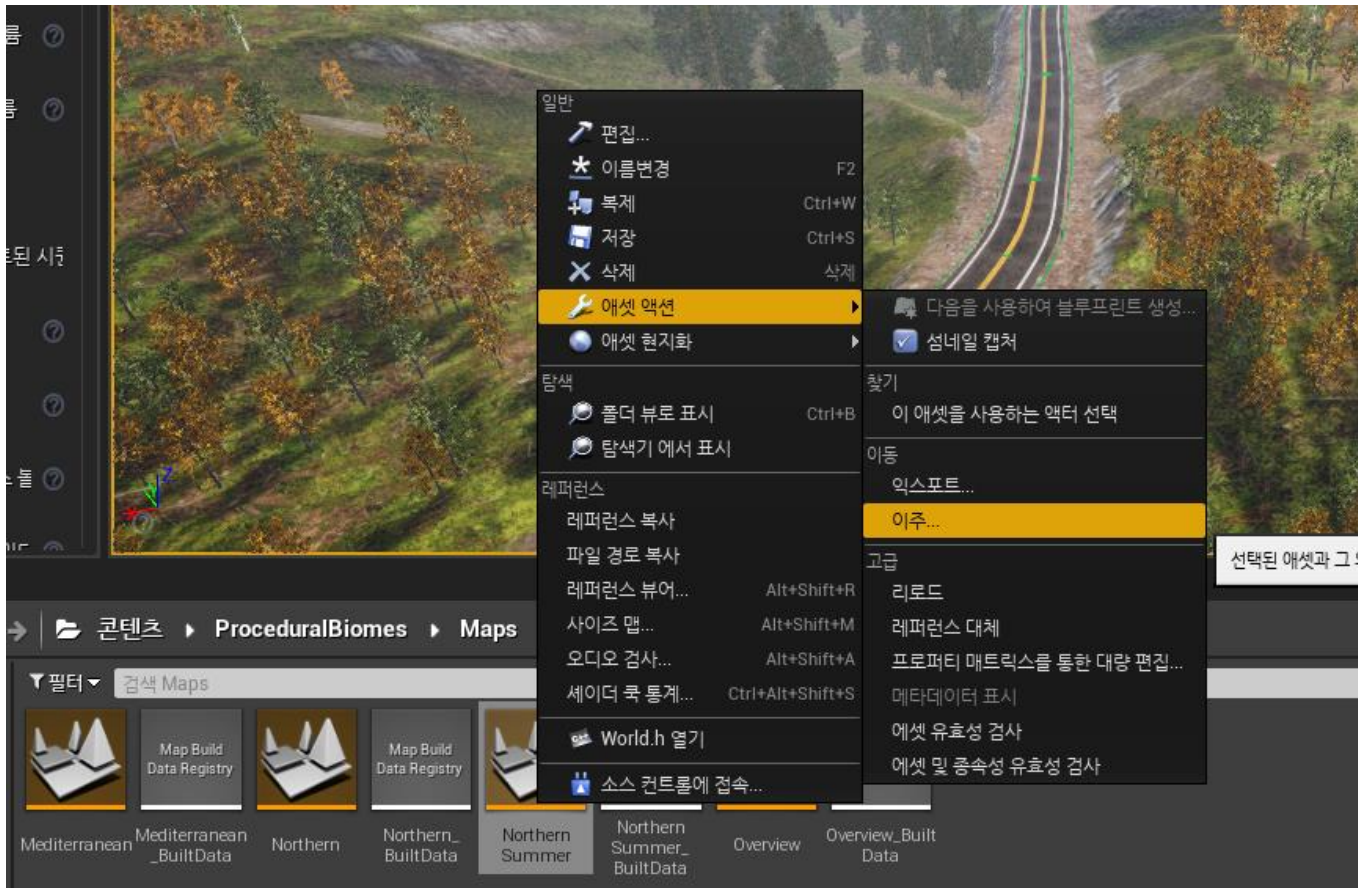 일반
편집...
이름변경 F2
복제 Ctrl+W
저장 Ctrl+S
삭제 삭제
애셋 액션
애셋 현지화
탐색
폴더 뷰로 표시 Ctrl+B
탐색기 에서 표시
레퍼런스
레퍼런스 복사
파일 경로 복사
레퍼런스 뷰어... Alt+Shift+R
사이즈 맵... Alt+Shift+M
오디오 검사... Alt+Shift+A
셰이더 쿡 통계... Ctrl+Alt+Shift+S
World.h 열기
소스 컨트롤에 접속...
다음을 사용하여 블루프린트 생성...
섬네일 캡처
찾기
이 애셋을 사용하는 액터 선택
이동
익스포트...
이주...
고급
리로드
레퍼런스 대체
프로퍼티 매트릭스를 통한 대량 편집...
메타데이터 표시
에셋 유효성 검사
에셋 및 종속성 유효성 검사
선택된 애셋과 그
콘텐츠 ProceduralBiomes Maps
필터 검색 Maps
Map Build
Data Registry
Map Build
Data Registry
Mediterranean
Mediterranean
_BuiltData
Northern
Northern_
BuiltData
Northern
Summer
Northern
Summer_
BuiltData
Overview
Overview_Built
Data